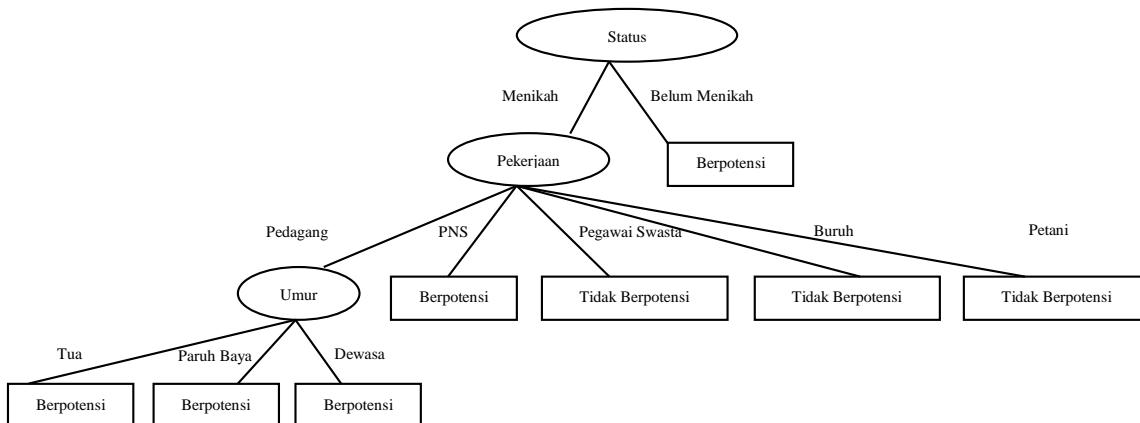 Status
Menikah
Belum Menikah
Pekerjaan
Berpotensi
Pedagang
PNS
Pegawai Swasta
Buruh
Petani
Umur
Berpotensi
Tidak Berpotensi
Tidak Berpotensi
Tidak Berpotensi
Tua
Paruh Baya
Dewasa
Berpotensi
Berpotensi
Berpotensi